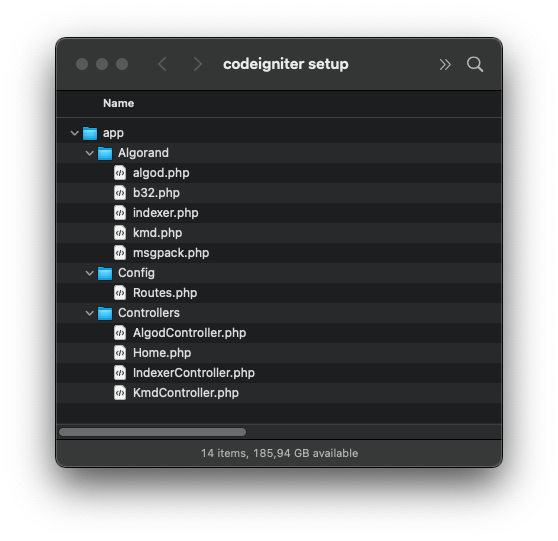 codeigniter setup
Name
app
Algorand
algod.php
b32.php
indexer.php
kmd.php
msgpack.php
Config
Routes.php
Controllers
AlgodController.php
Home.php
IndexerController.php
KmdController.php
14 items, 185,94 GB available